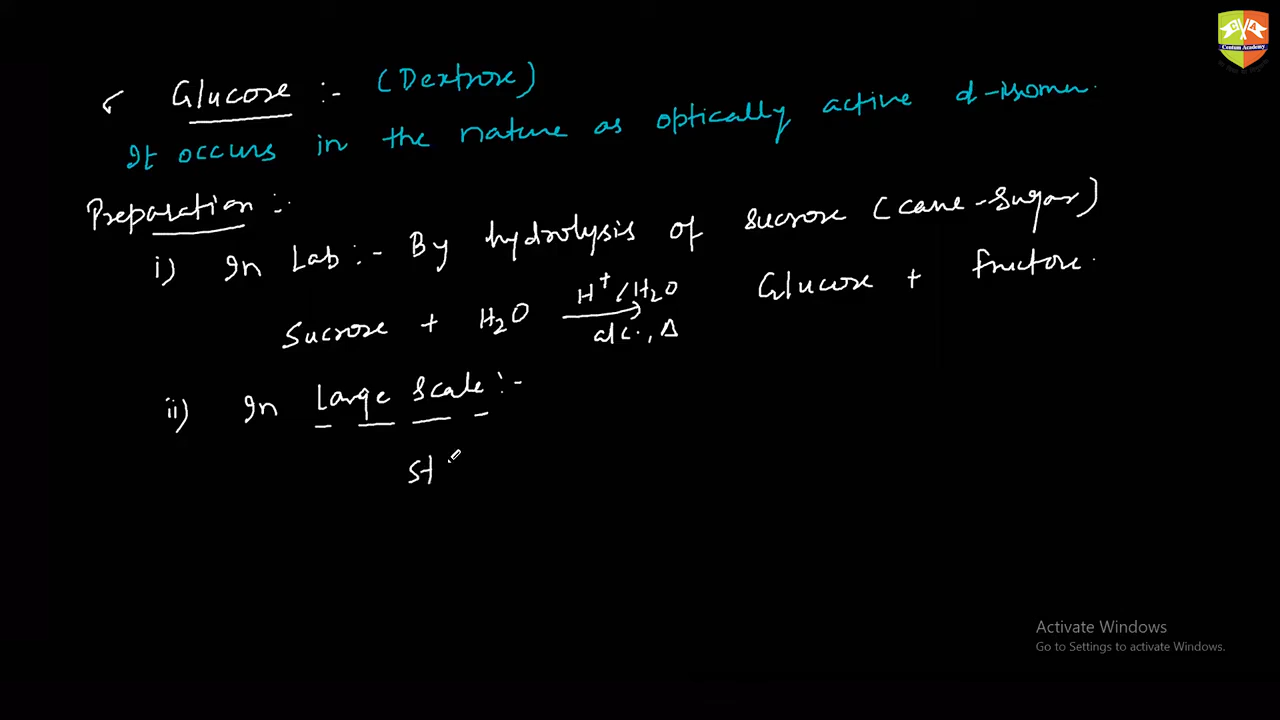 Glucose :- (Dextrose)
It occurs in the nature as optically active d-isomer.
Preparation :-
i) In Lab :- By hydrolysis of sucrose (cane-sugar)
Sucrose + H2O H+/H2O Glucose + fructose.
alc., Δ
ii) In Large Scale :-
St
Activate Windows
Go to Settings to activate Windows.
C A
Centum Academy